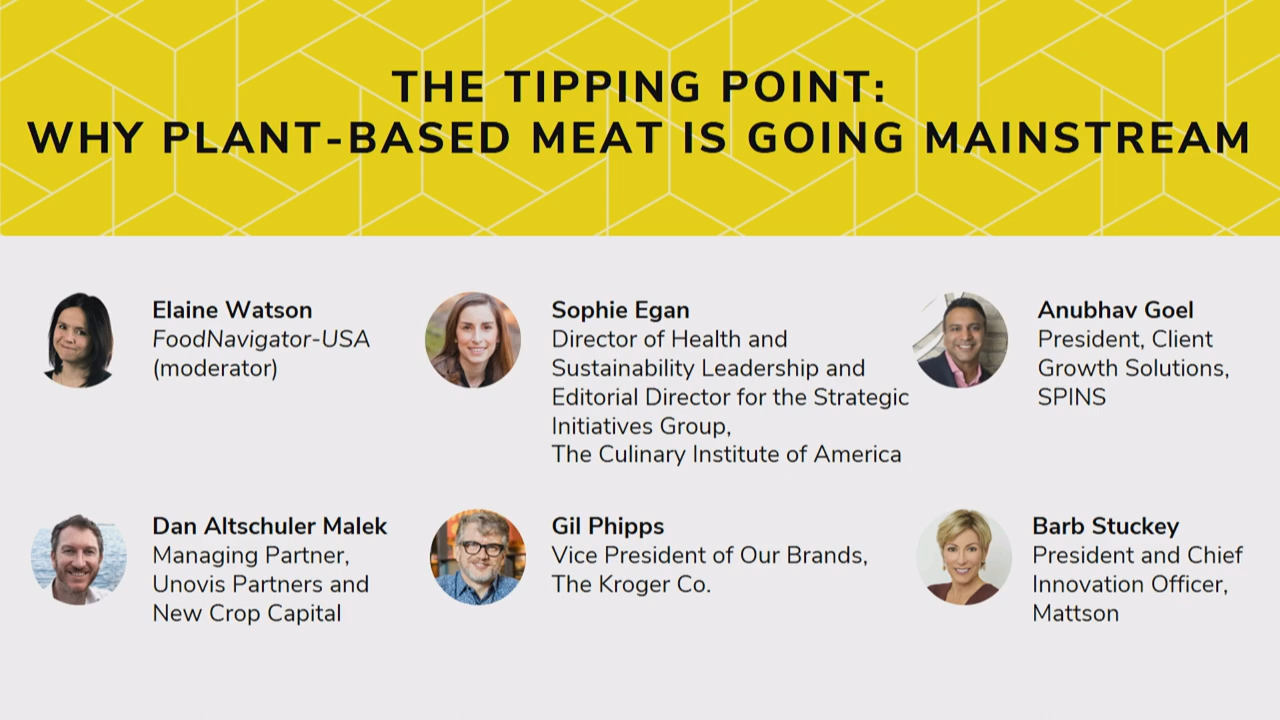 THE TIPPING POINT:
WHY PLANT-BASED MEAT IS GOING MAINSTREAM
Elaine Watson
FoodNavigator-USA
(moderator)
Sophie Egan
Director of Health and
Sustainability Leadership and
Editorial Director for the Strategic
Initiatives Group,
The Culinary Institute of America
Anubhav Goel
President, Client
Growth Solutions,
SPINS
Dan Altschuler Malek
Managing Partner,
Unovis Partners and
New Crop Capital
Gil Phipps
Vice President of Our Brands,
The Kroger Co.
Barb Stuckey
President and Chief
Innovation Officer,
Mattson